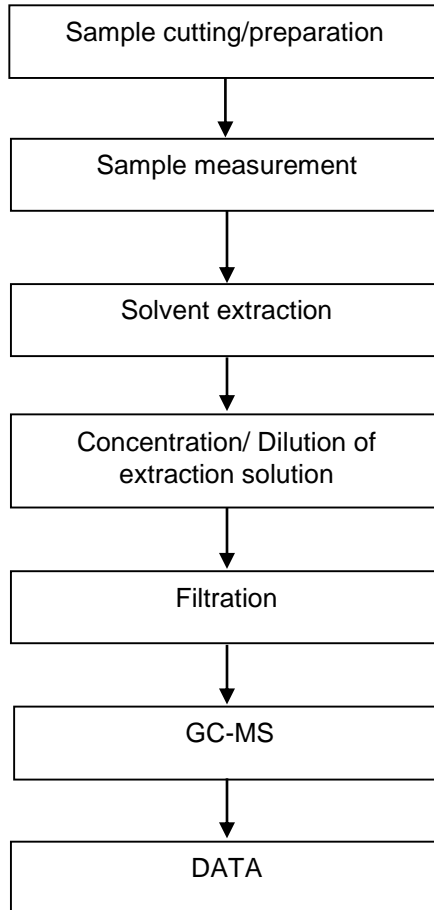 Sample cutting/preparation
Sample measurement
Solvent extraction
Concentration/ Dilution of
extraction solution
Filtration
GC-MS
DATA